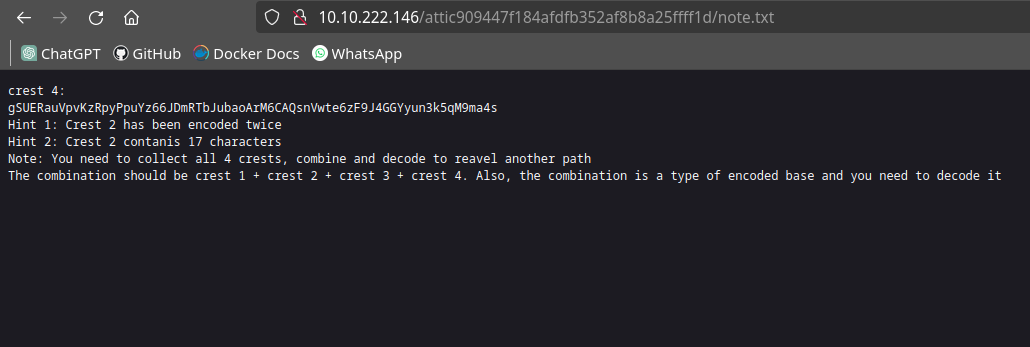 10.10.222.146/attic909447f184afdfb352af8b8a25ffff1d/note.txt
ChatGPT GitHub Docker Docs WhatsApp
crest 4:
gSUERauVpvKzRpyPpuYz66JDmRTbJubaoArM6CAQsnVwte6zF9J4GGYyun3k5qM9ma4s
Hint 1: Crest 2 has been encoded twice
Hint 2: Crest 2 contanis 17 characters
Note: You need to collect all 4 crests, combine and decode to reavel another path
The combination should be crest 1 + crest 2 + crest 3 + crest 4. Also, the combination is a type of encoded base and you need to decode it